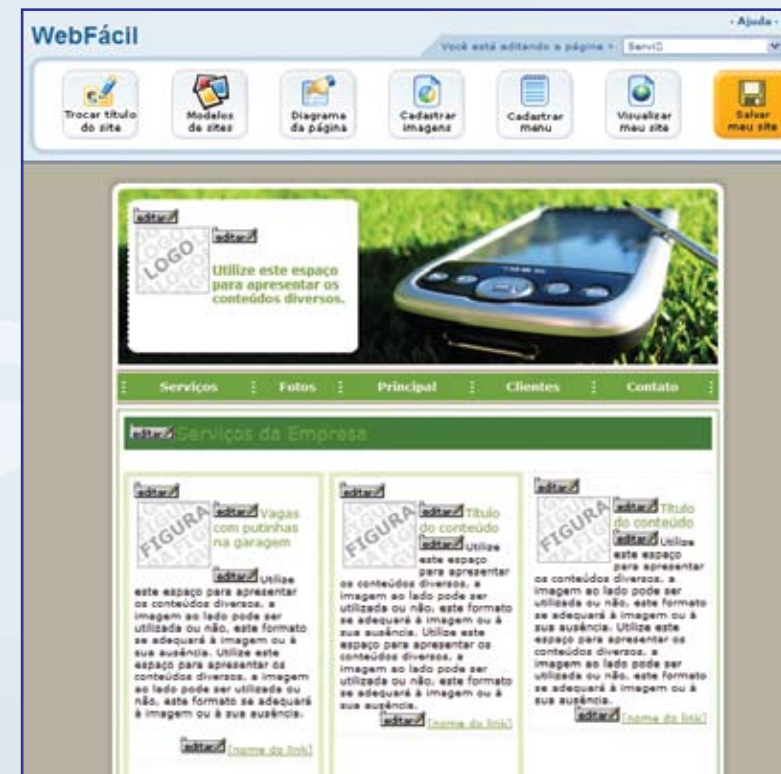 WebFácil
- Ajuda -
Você está editando a página
Trocar título
do site
Modelos
de sites
Diagrama
da página
Cadastrar
imagens
Cadastrar
menu
Visualizar
meu site
Salvar
meu site
editar
LOGO
editar
Utilize este espaço
para apresentar os
conteúdos diversos.
Serviços
Fotos
Principal
Clientes
Contato
editar Serviços da Empresa
editar
FIGURA
editar Vagas
com putinhas
na garagem
editar Utilize
este espaço para apresentar
os conteúdos diversos, a
imagem ao lado pode ser
utilizada ou não, este formato
se adequará à imagem ou à
sua ausência. Utilize este
espaço para apresentar os
conteúdos diversos, a imagem
ao lado pode ser utilizada ou
não, este formato se adequará
à imagem ou à sua ausência.
editar [nome do link]
editar
FIGURA
editar Título
do conteúdo
editar Utilize
este espaço
para apresentar
os conteúdos diversos, a
imagem ao lado pode ser
utilizada ou não, este formato
se adequará à imagem ou à
sua ausência. Utilize este
espaço para apresentar os
conteúdos diversos, a
imagem ao lado pode ser
utilizada ou não, este formato
se adequará à imagem ou à
sua ausência.
editar [nome do link]
editar
FIGURA
editar Título
do conteúdo
editar Utilize
este espaço
para apresentar
os conteúdos diversos, a
imagem ao lado pode ser
utilizada ou não, este formato
se adequará à imagem ou à
sua ausência. Utilize este
espaço para apresentar os
conteúdos diversos, a
imagem ao lado pode ser
utilizada ou não, este formato
se adequará à imagem ou à
sua ausência.
editar [nome do link]